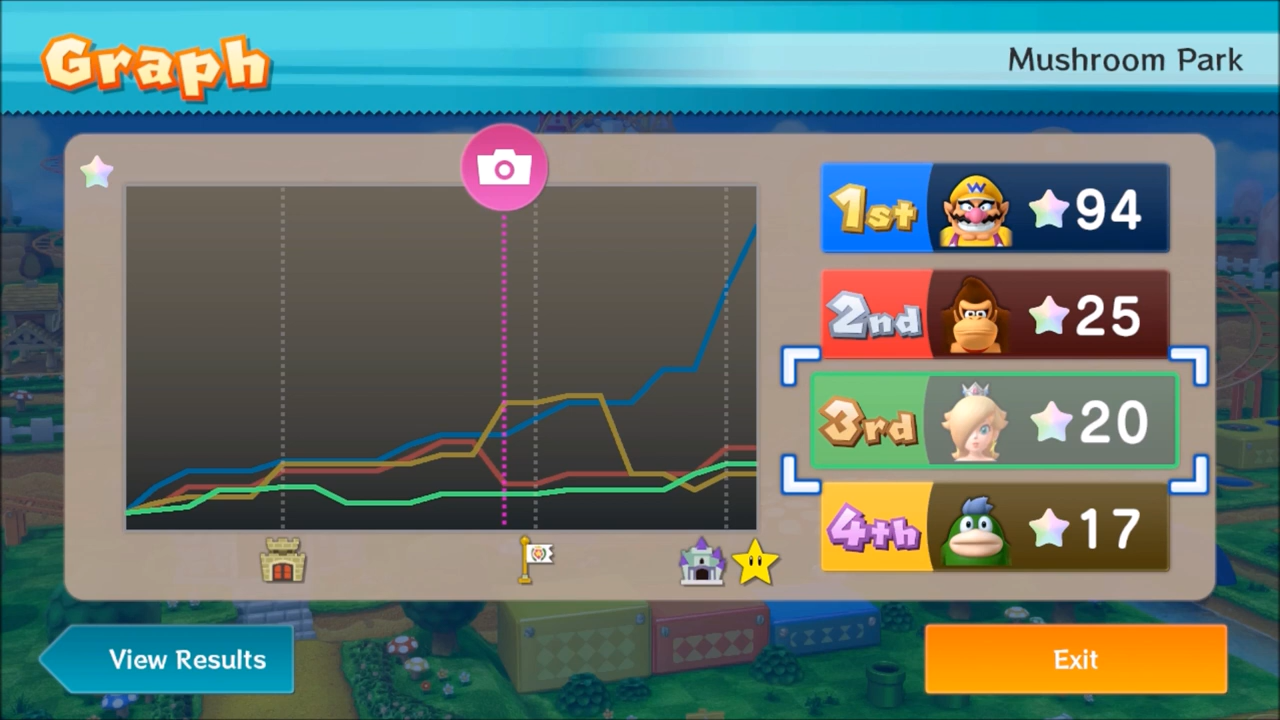 Graph
Mushroom Park
1st W 94
2nd 25
3rd 20
4th 17
View Results
Exit